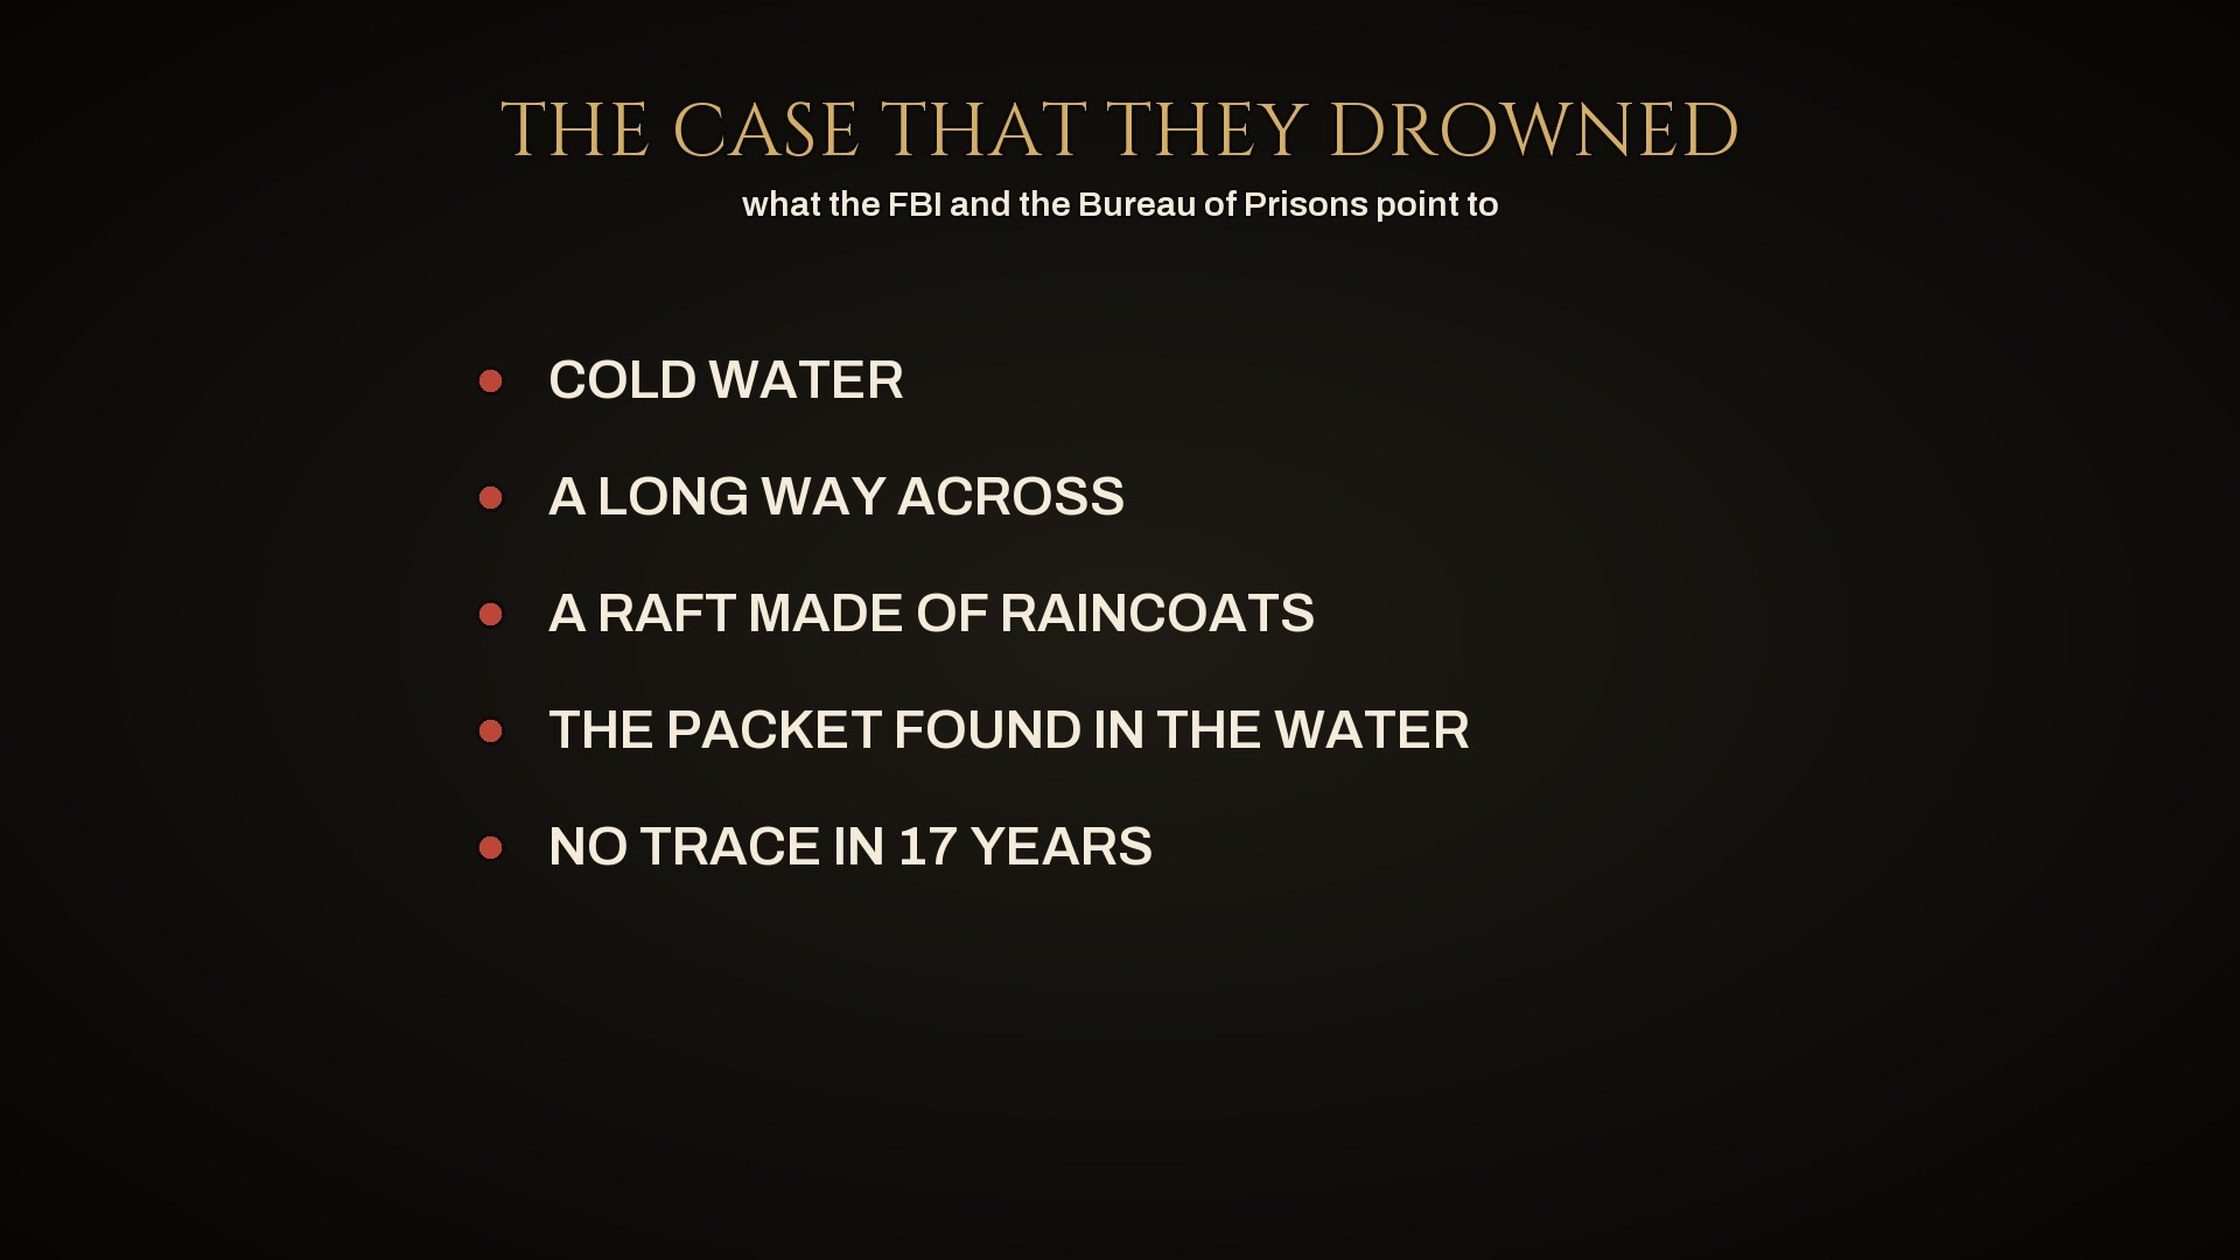 THE CASE THAT THEY DROWNED
what the FBI and the Bureau of Prisons point to
COLD WATER
A LONG WAY ACROSS
A RAFT MADE OF RAINCOATS
THE PACKET FOUND IN THE WATER
NO TRACE IN 17 YEARS